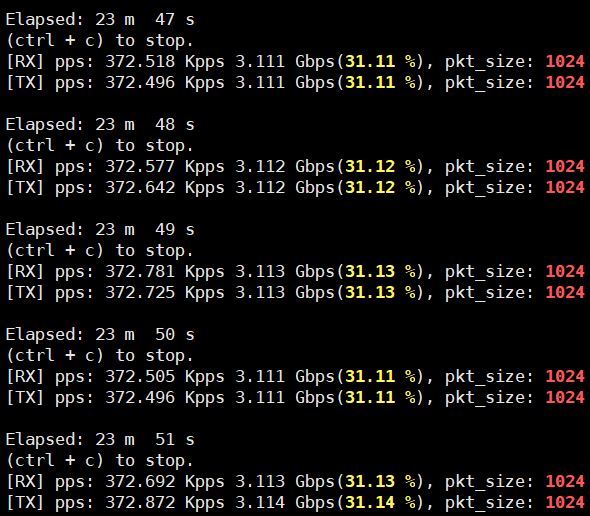 Elapsed: 23 m  47 s
(ctrl + c) to stop.
[RX] pps: 372.518 Kpps 3.111 Gbps(31.11 %), pkt_size: 1024
[TX] pps: 372.496 Kpps 3.111 Gbps(31.11 %), pkt_size: 1024

Elapsed: 23 m  48 s
(ctrl + c) to stop.
[RX] pps: 372.577 Kpps 3.112 Gbps(31.12 %), pkt_size: 1024
[TX] pps: 372.642 Kpps 3.112 Gbps(31.12 %), pkt_size: 1024

Elapsed: 23 m  49 s
(ctrl + c) to stop.
[RX] pps: 372.781 Kpps 3.113 Gbps(31.13 %), pkt_size: 1024
[TX] pps: 372.725 Kpps 3.113 Gbps(31.13 %), pkt_size: 1024

Elapsed: 23 m  50 s
(ctrl + c) to stop.
[RX] pps: 372.505 Kpps 3.111 Gbps(31.11 %), pkt_size: 1024
[TX] pps: 372.496 Kpps 3.111 Gbps(31.11 %), pkt_size: 1024

Elapsed: 23 m  51 s
(ctrl + c) to stop.
[RX] pps: 372.692 Kpps 3.113 Gbps(31.13 %), pkt_size: 1024
[TX] pps: 372.872 Kpps 3.114 Gbps(31.14 %), pkt_size: 1024